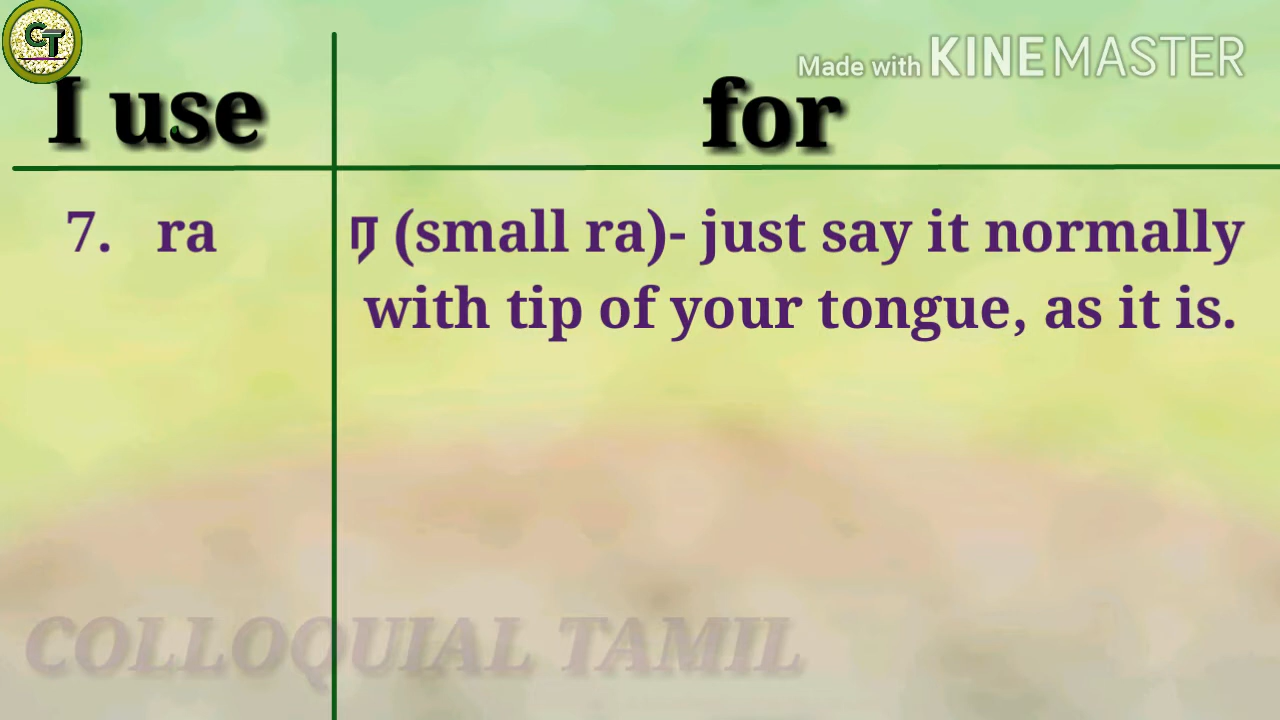 CT
Made with KINEMASTER
I use for
7. ra ர (small ra)- just say it normally
with tip of your tongue, as it is.
COLLOQUIAL TAMIL